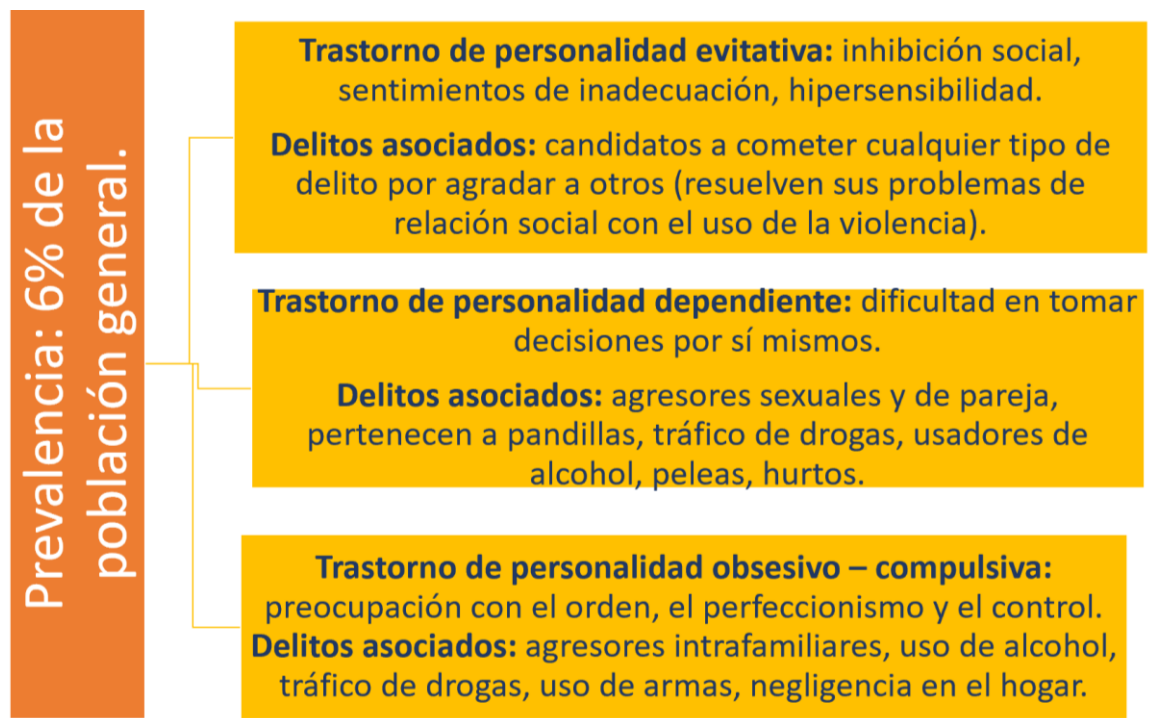 Prevalencia: 6% de la
población general.
Trastorno de personalidad evitativa: inhibición social,
sentimientos de inadecuación, hipersensibilidad.
Delitos asociados: candidatos a cometer cualquier tipo de
delito por agradar a otros (resuelven sus problemas de
relación social con el uso de la violencia).
Trastorno de personalidad dependiente: dificultad en tomar
decisiones por sí mismos.
Delitos asociados: agresores sexuales y de pareja,
pertenecen a pandillas, tráfico de drogas, usadores de
alcohol, peleas, hurtos.
Trastorno de personalidad obsesivo – compulsiva:
preocupación con el orden, el perfeccionismo y el control.
Delitos asociados: agresores intrafamiliares, uso de alcohol,
tráfico de drogas, uso de armas, negligencia en el hogar.